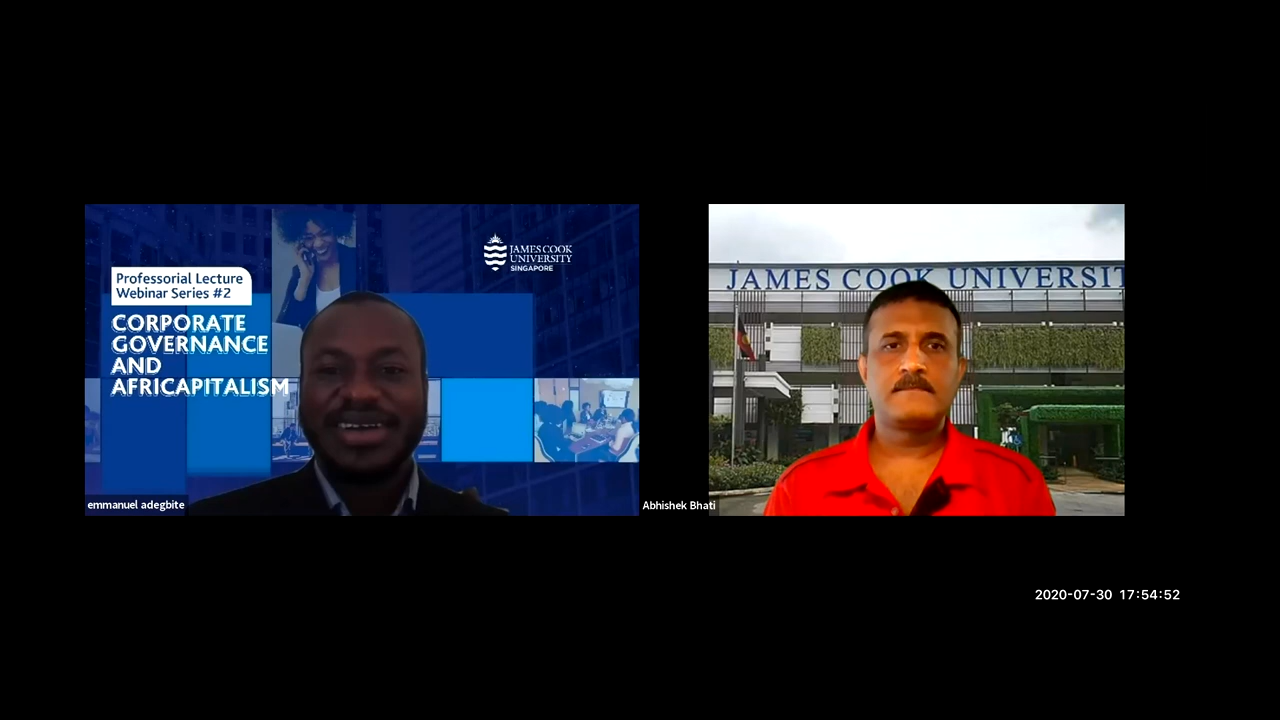 Professorial Lecture
Webinar Series #2
CORPORATE
GOVERNANCE
AND
AFRICAPITALISM
JAMES COOK
UNIVERSITY
SINGAPORE
emmanuel adegbite
JAMES COOK UNIVERSIT
Abhishek Bhati
2020-07-30 17:54:52